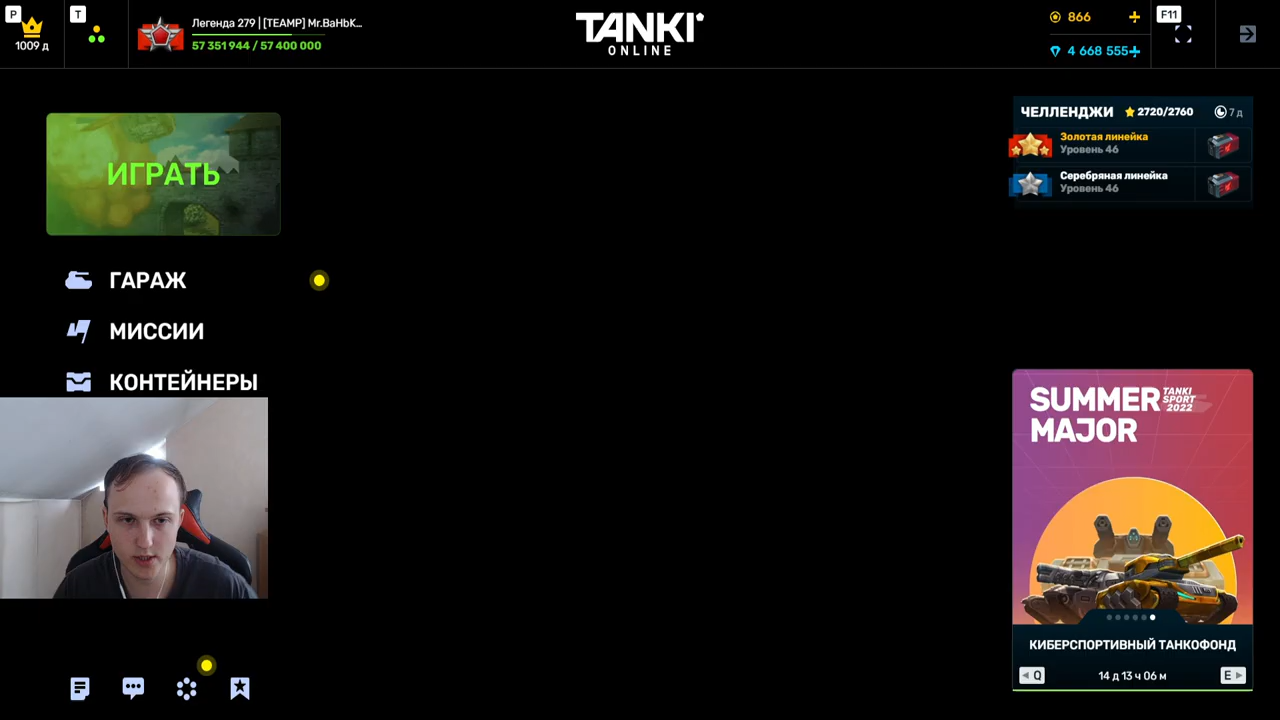 P
1009 д
T
Легенда 279 | [TEAMP] Mr.BaHbK...
57 351 944 / 57 400 000
TANKI
ONLINE
866
4 668 555
F11
ИГРАТЬ
ГАРАЖ
МИССИИ
КОНТЕЙНЕРЫ
ЧЕЛЛЕНДЖИ 2720/2760 7 д
Золотая линейка
Уровень 46
Серебряная линейка
Уровень 46
SUMMER
MAJOR
TANKI
SPORT
2022
КИБЕРСПОРТИВНЫЙ ТАНКОФОНД
Q 14 д 13 ч 06 м E